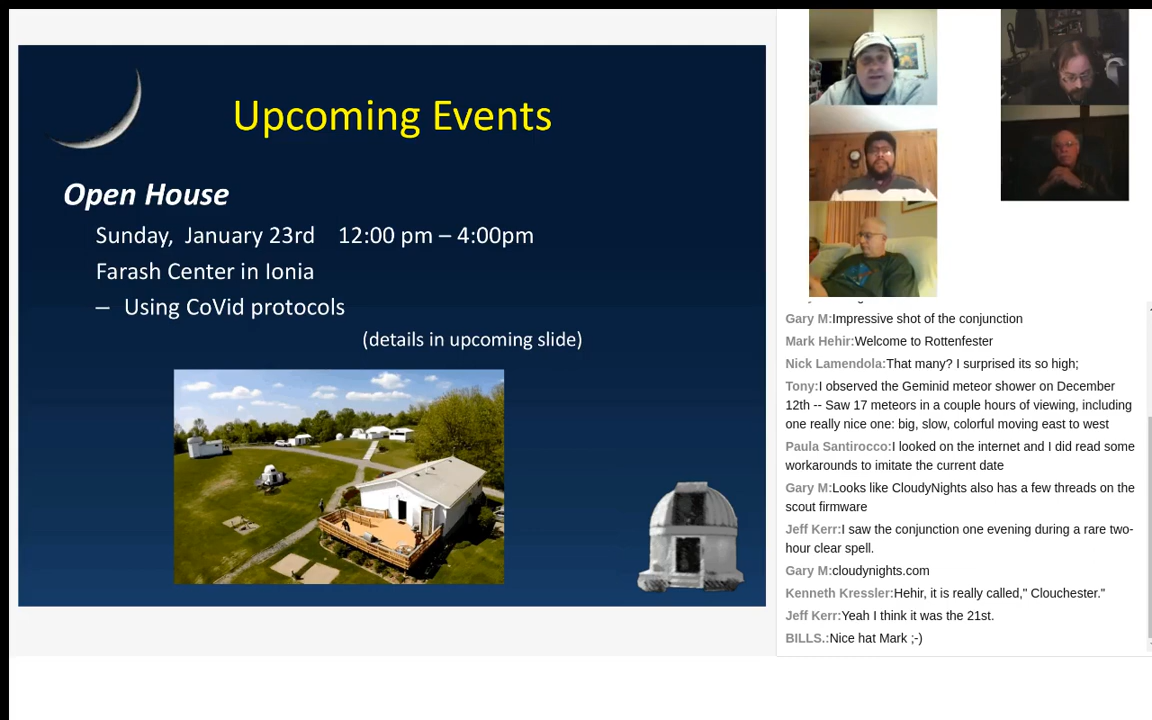 Upcoming Events
Open House
Sunday, January 23rd 12:00 pm – 4:00pm
Farash Center in Ionia
– Using CoVid protocols
(details in upcoming slide)
Gary M:Impressive shot of the conjunction
Mark Hehir:Welcome to Rottenfester
Nick Lamendola:That many? I surprised its so high;
Tony:I observed the Geminid meteor shower on December
12th -- Saw 17 meteors in a couple hours of viewing, including
one really nice one: big, slow, colorful moving east to west
Paula Santirocco:I looked on the internet and I did read some
workarounds to imitate the current date
Gary M:Looks like CloudyNights also has a few threads on the
scout firmware
Jeff Kerr:I saw the conjunction one evening during a rare two-
hour clear spell.
Gary M:cloudynights.com
Kenneth Kressler:Hehir, it is really called," Clouchester."
Jeff Kerr:Yeah I think it was the 21st.
BILLS.:Nice hat Mark ;-)